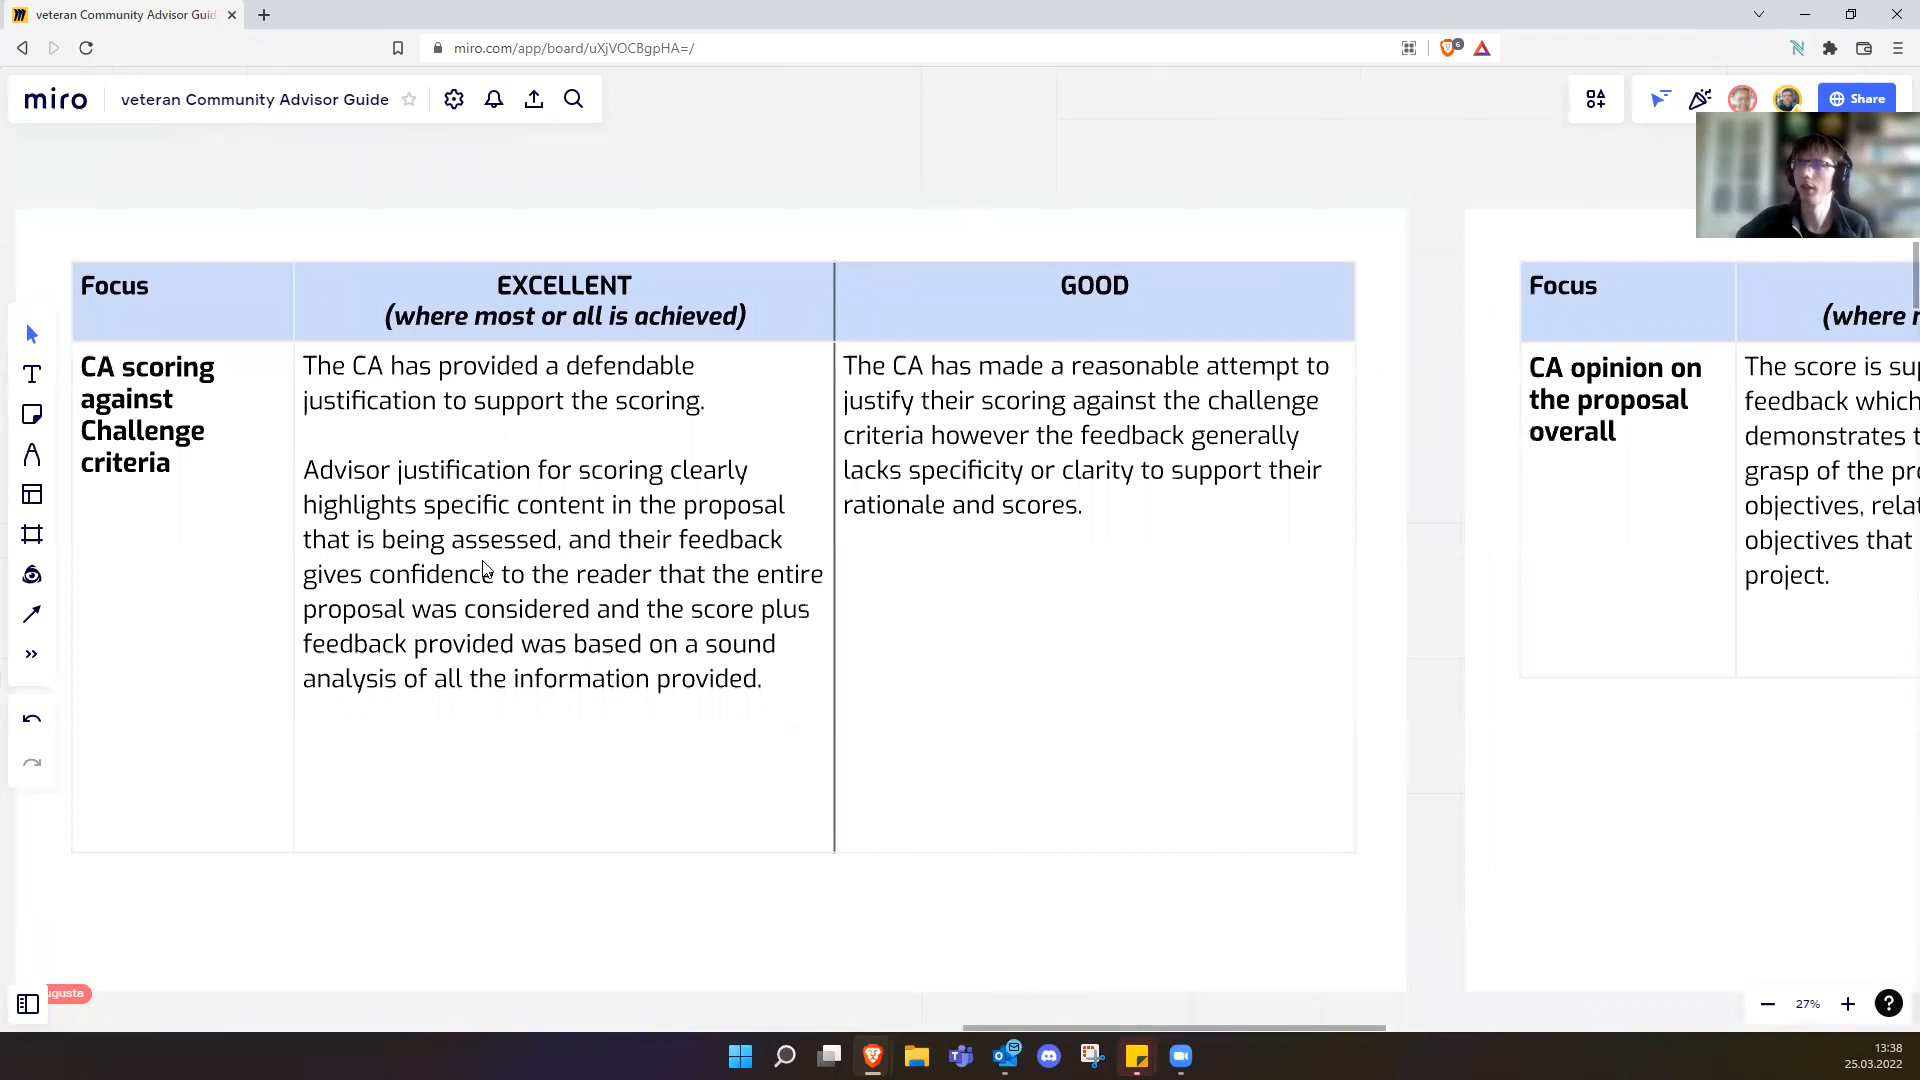 veteran Community Advisor Guid
miro.com/app/board/uXjVOCBgpHA=/
6
miro
veteran Community Advisor Guide
Share
Focus
EXCELLENT
(where most or all is achieved)
GOOD
CA scoring
against
Challenge
criteria
The CA has provided a defendable
justification to support the scoring.
Advisor justification for scoring clearly
highlights specific content in the proposal
that is being assessed, and their feedback
gives confidence to the reader that the entire
proposal was considered and the score plus
feedback provided was based on a sound
analysis of all the information provided.
The CA has made a reasonable attempt to
justify their scoring against the challenge
criteria however the feedback generally
lacks specificity or clarity to support their
rationale and scores.
Focus
(where
CA opinion on
the proposal
overall
The score is
feedback which
demonstrates
grasp of the
objectives,
objectives that
project.
ugusta
27%
13:38
25.03.2022